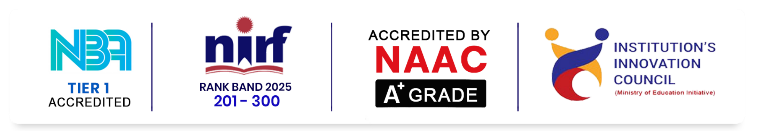 NBA
TIER 1
ACCREDITED
nirf
RANK BAND 2025
201 - 300
ACCREDITED BY
NAAC
A+ GRADE
INSTITUTION'S
INNOVATION
COUNCIL
(Ministry of Education Initiative)